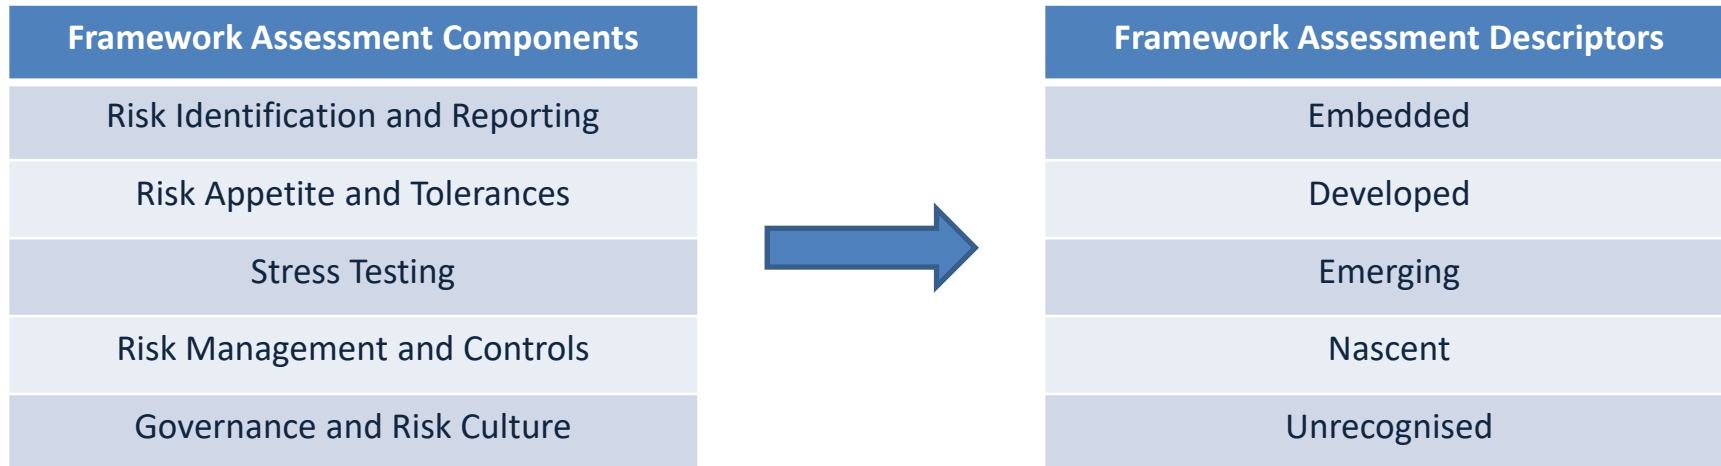 Framework Assessment Components
Risk Identification and Reporting
Risk Appetite and Tolerances
Stress Testing
Risk Management and Controls
Governance and Risk Culture
Framework Assessment Descriptors
Embedded
Developed
Emerging
Nascent
Unrecognised